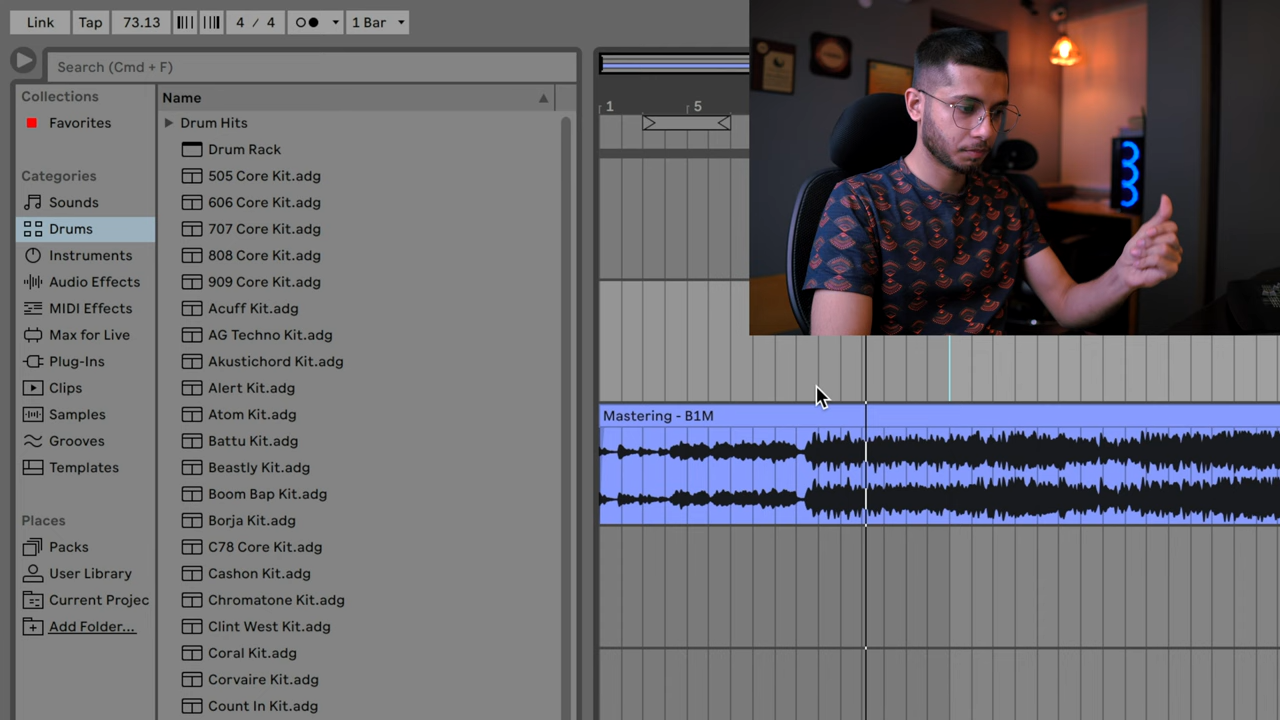 Link Tap 73.13 4 / 4 1 Bar
Search (Cmd + F)
Collections
Favorites
Categories
Sounds
Drums
Instruments
Audio Effects
MIDI Effects
Max for Live
Plug-Ins
Clips
Samples
Grooves
Templates
Places
Packs
User Library
Current Projec
Add Folder...
Name
Drum Hits
Drum Rack
505 Core Kit.adg
606 Core Kit.adg
707 Core Kit.adg
808 Core Kit.adg
909 Core Kit.adg
Acuff Kit.adg
AG Techno Kit.adg
Akustichord Kit.adg
Alert Kit.adg
Atom Kit.adg
Battu Kit.adg
Beastly Kit.adg
Boom Bap Kit.adg
Borja Kit.adg
C78 Core Kit.adg
Cashon Kit.adg
Chromatone Kit.adg
Clint West Kit.adg
Coral Kit.adg
Corvaire Kit.adg
Count In Kit.adg
1 5
Mastering - B1M